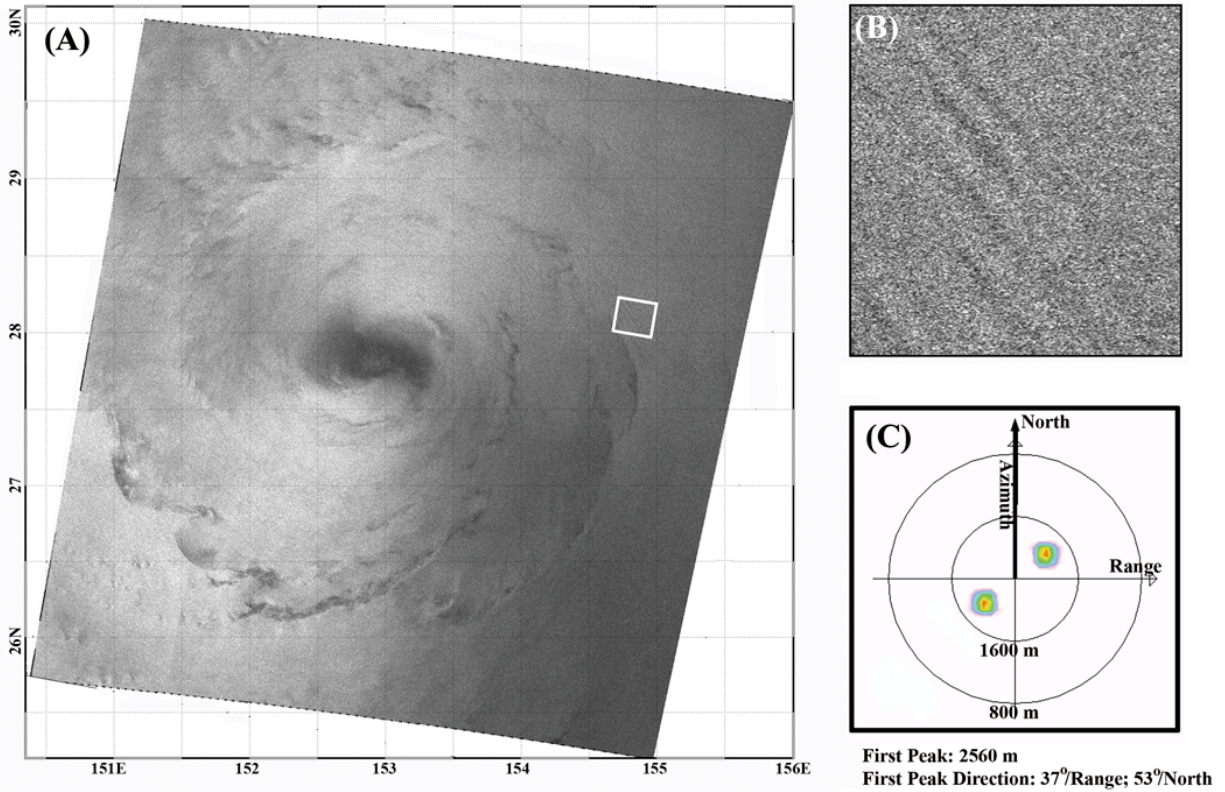 (A)
30N
29
28
27
26N
151E
152
153
154
155
156E
(B)
(C)
North
Azimuth
Range
1600 m
800 m
First Peak: 2560 m
First Peak Direction: 37°/Range; 53°/North